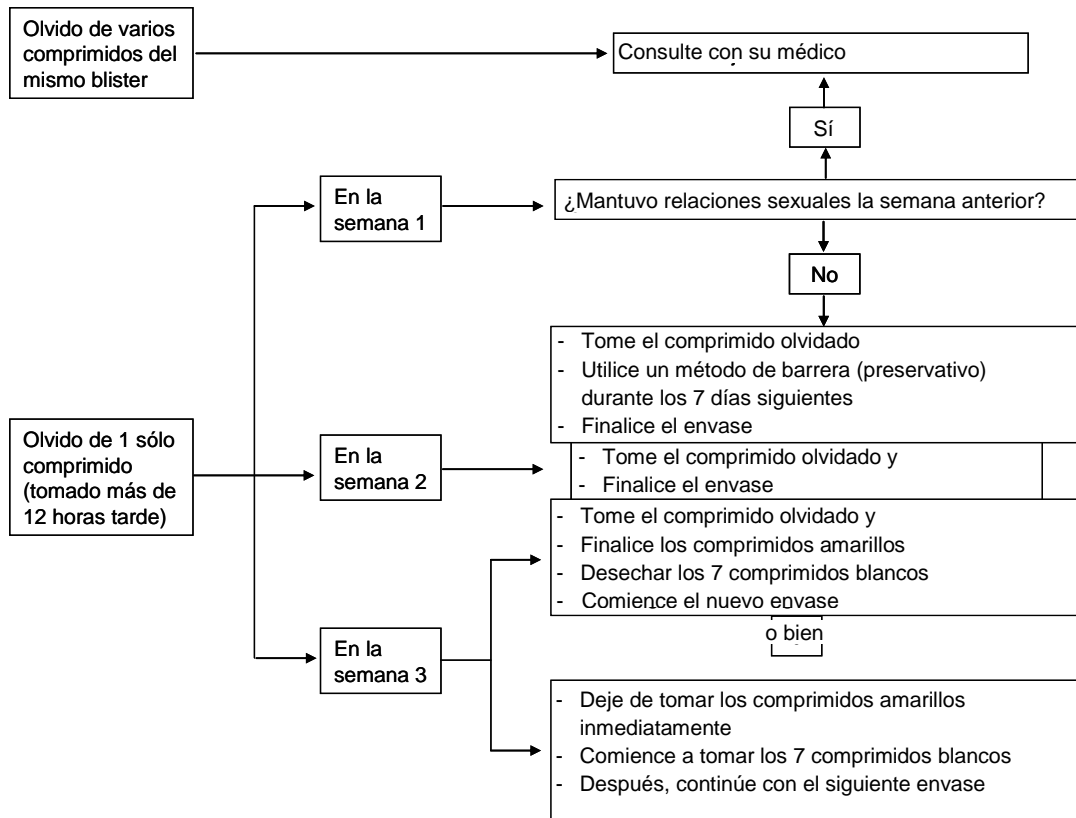 Olvido de varios
comprimidos del
mismo blister
Consulte con su médico
Sí
En la
semana 1
¿Mantuvo relaciones sexuales la semana anterior?
No
- Tome el comprimido olvidado
- Utilice un método de barrera (preservativo)
durante los 7 días siguientes
- Finalice el envase
Olvido de 1 sólo
comprimido
(tomado más de
12 horas tarde)
En la
semana 2
- Tome el comprimido olvidado y
- Finalice el envase
- Tome el comprimido olvidado y
- Finalice los comprimidos amarillos
- Desechar los 7 comprimidos blancos
- Comience el nuevo envase
o bien
En la
semana 3
- Deje de tomar los comprimidos amarillos
inmediatamente
- Comience a tomar los 7 comprimidos blancos
- Después, continúe con el siguiente envase